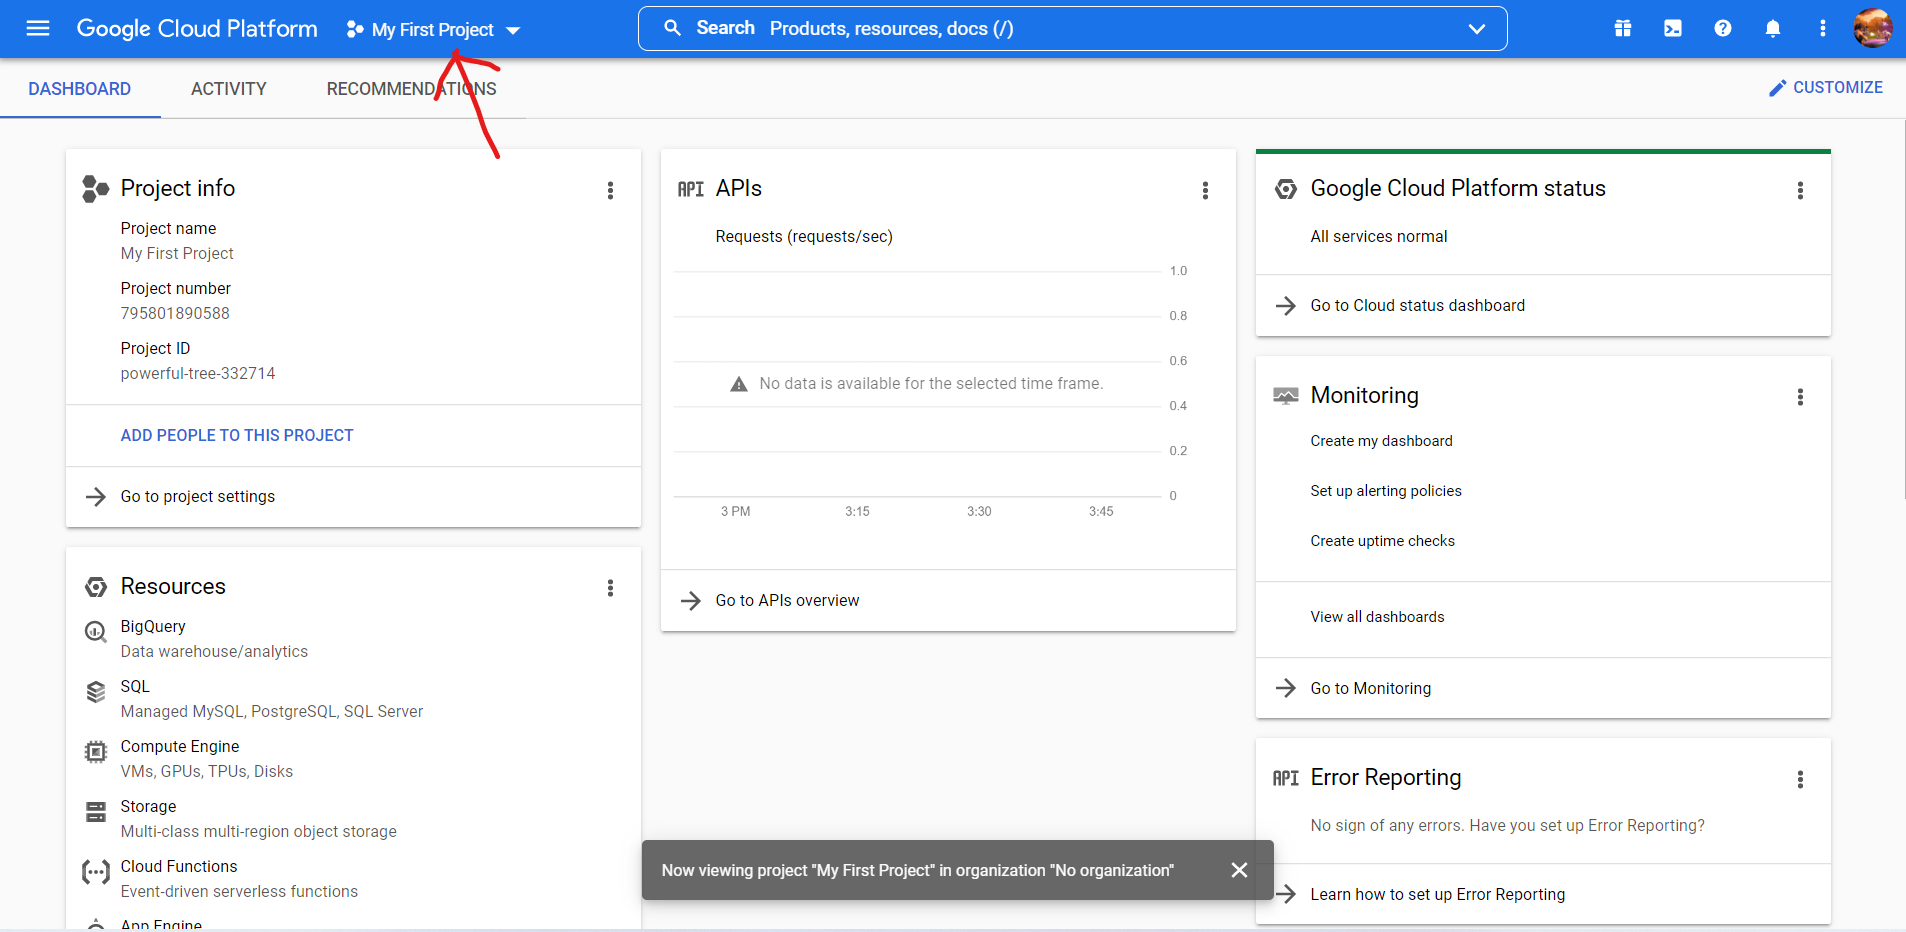 Google Cloud Platform
My First Project
Search Products, resources, docs (/)
DASHBOARD
ACTIVITY
RECOMMENDATIONS
CUSTOMIZE
Project info
Project name
My First Project
Project number
795801890588
Project ID
powerful-tree-332714
ADD PEOPLE TO THIS PROJECT
Go to project settings
Resources
BigQuery
Data warehouse/analytics
SQL
Managed MySQL, PostgreSQL, SQL Server
Compute Engine
VMs, GPUs, TPUs, Disks
Storage
Multi-class multi-region object storage
Cloud Functions
Event-driven serverless functions
App Engine
API APIs
Requests (requests/sec)
1.0
0.8
0.6
No data is available for the selected time frame.
0.4
0.2
0
3 PM 3:15 3:30 3:45
Go to APIs overview
Google Cloud Platform status
All services normal
Go to Cloud status dashboard
Monitoring
Create my dashboard
Set up alerting policies
Create uptime checks
View all dashboards
Go to Monitoring
API Error Reporting
No sign of any errors. Have you set up Error Reporting?
Learn how to set up Error Reporting
Now viewing project "My First Project" in organization "No organization"